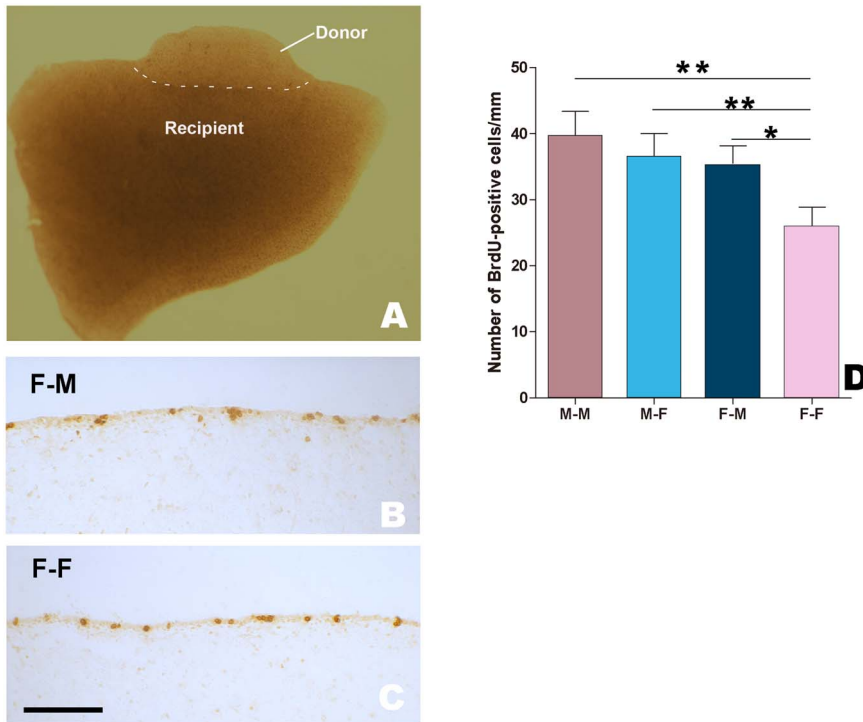 Donor
Recipient
A
F-M
B
F-F
C
**
**
*
Number of BrdU-positive cells/mm
50
40
30
20
10
0
M-M
M-F
F-M
F-F
D